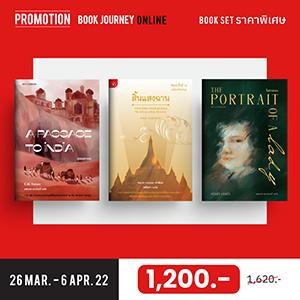 PROMOTION BOOK JOURNEY ONLINE
BOOK SET ราคาพิเศษ
A PASSAGE
TO INDIA
E.M. Forster
สิ้นแสงฉาน
THE
PORTRAIT
OF A lady
HENRY JAMES
26 MAR. - 6 APR. 22
1,200.-
1,620.-